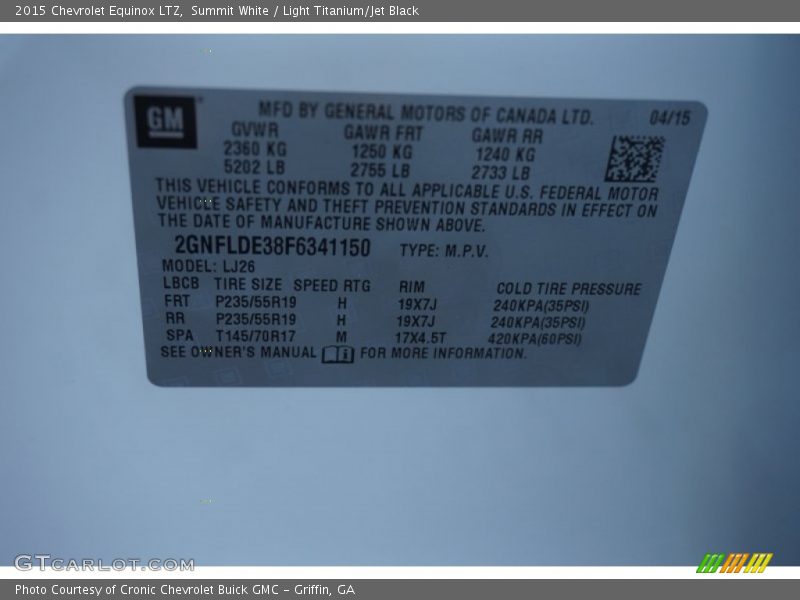 2015 Chevrolet Equinox LTZ, Summit White / Light Titanium/Jet Black
GM
MFD BY GENERAL MOTORS OF CANADA LTD. 04/15
GVWR GAWR FRT GAWR RR
2360 KG 1250 KG 1240 KG
5202 LB 2755 LB 2733 LB
THIS VEHICLE CONFORMS TO ALL APPLICABLE U.S. FEDERAL MOTOR
VEHICLE SAFETY AND THEFT PREVENTION STANDARDS IN EFFECT ON
THE DATE OF MANUFACTURE SHOWN ABOVE.
2GNFLDE38F6341150 TYPE: M.P.V.
MODEL: LJ26
LBCB TIRE SIZE SPEED RTG RIM COLD TIRE PRESSURE
FRT P235/55R19 H 19X7J 240KPA(35PSI)
RR P235/55R19 H 19X7J 240KPA(35PSI)
SPA T145/70R17 M 17X4.5T 420KPA(60PSI)
SEE OWNER'S MANUAL FOR MORE INFORMATION.
GTCARLOT.COM
Photo Courtesy of Cronic Chevrolet Buick GMC - Griffin, GA